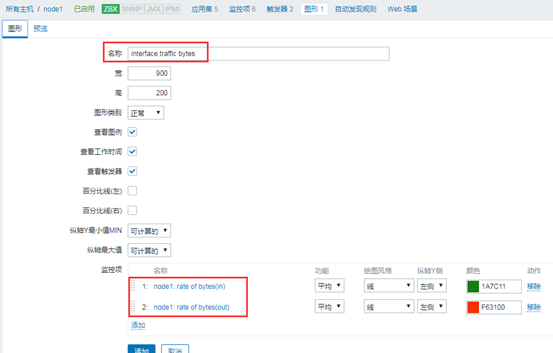 所有主机 / node1 已启用 ZBX SNMP JMX IPMI 应用集 5 监控项 6 触发器 2 图形 1 自动发现规则 Web 场景
图形 预览
名称 interface traffic bytes
宽 900
高 200
图形类别 正常
查看图例
查看工作时间
查看触发器
百分比线(左)
百分比线(右)
纵轴Y最小值MIN 可计算的
纵轴最大值 可计算的
监控项 名称 功能 绘图风格 纵轴Y侧 颜色 动作
1: node1: rate of bytes(in) 平均 线 左侧 1A7C11 移除
2: node1: rate of bytes(out) 平均 线 左侧 F63100 移除
添加
添加 取消